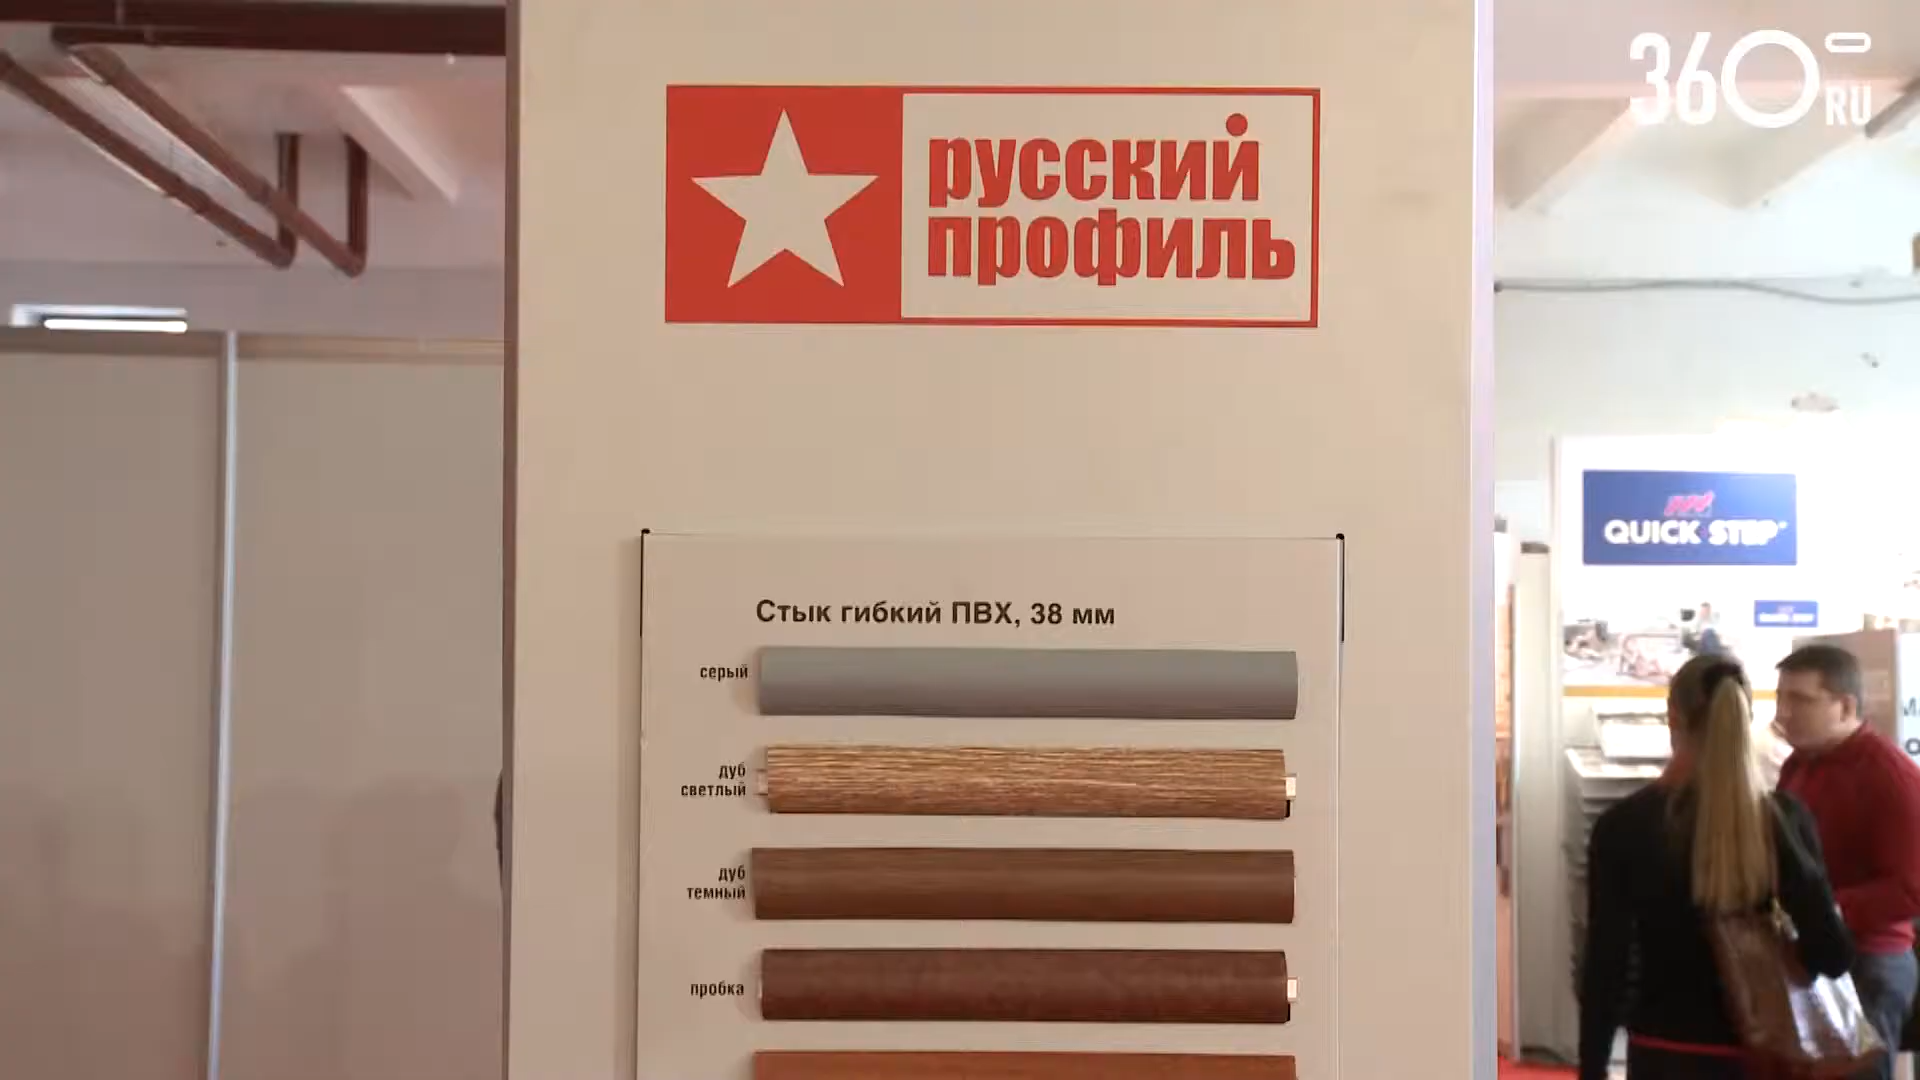 360
RU
русский
профиль
QUICK STEP
Стык гибкий ПВХ, 38 мм
серый
дуб
светлый
дуб
темный
пробка